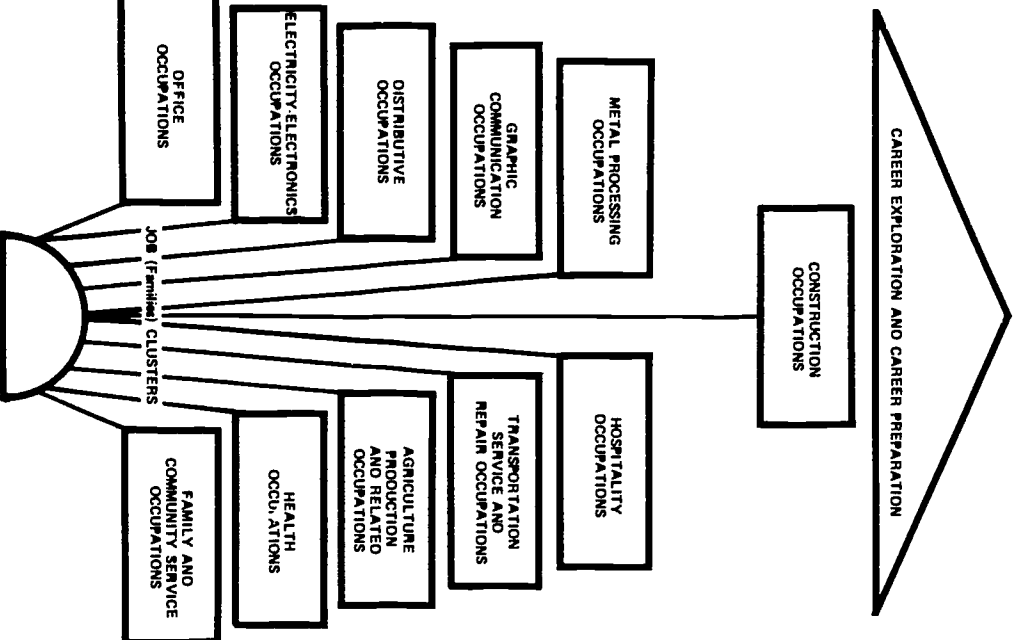 CAREER EXPLORATION AND CAREER PREPARATION
CONSTRUCTION
OCCUPATIONS
METAL PROCESSING
OCCUPATIONS
HOSPITALITY
OCCUPATIONS
GRAPHIC
COMMUNICATION
OCCUPATIONS
TRANSPORTATION
SERVICE AND
REPAIR OCCUPATIONS
DISTRIBUTIVE
OCCUPATIONS
AGRICULTURE
PRODUCTION
AND RELATED
OCCUPATIONS
ELECTRICITY-ELECTRONICS
OCCUPATIONS
HEALTH
OCCU.ATIONS
OFFICE
OCCUPATIONS
FAMILY AND
COMMUNITY SERVICE
OCCUPATIONS
JOB (Families) CLUSTERS